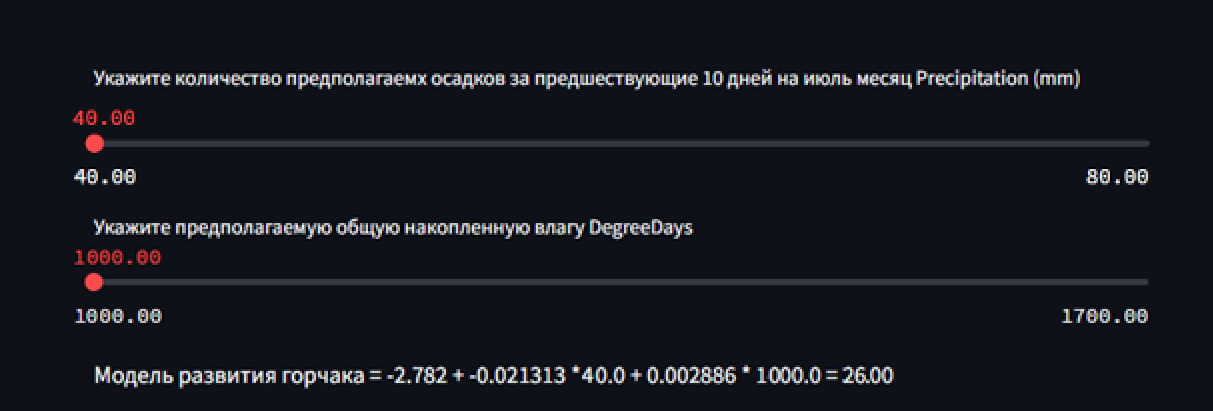 Укажите количество предполагаемх осадков за предшествующие 10 дней на июль месяц Precipitation (mm)
40.00
40.00 80.00
Укажите предполагаемую общую накопленную влагу DegreeDays
1000.00
1000.00 1700.00
Модель развития горчака = -2.782 + -0.021313 *40.0 + 0.002886 * 1000.0 = 26.00